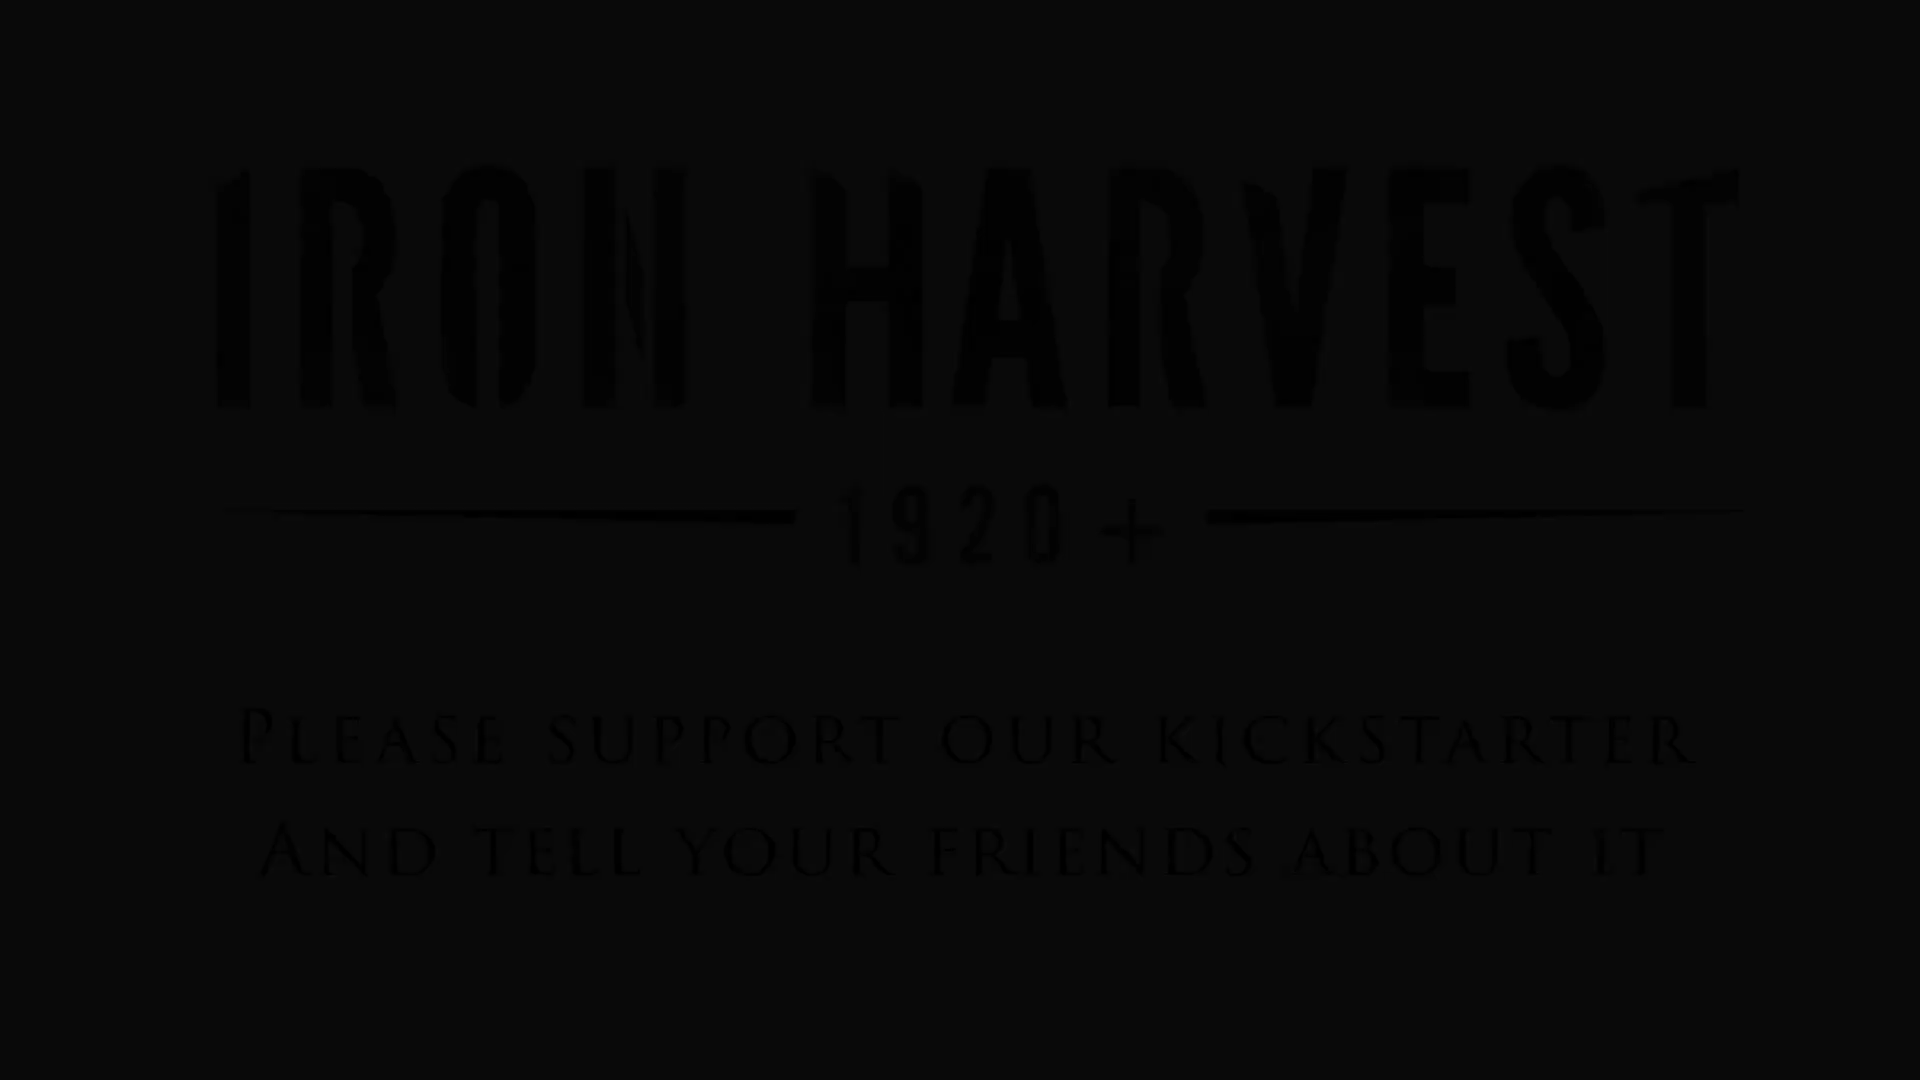 IRON HARVEST
1920+
PLEASE SUPPORT OUR KICKSTARTER
AND TELL YOUR FRIENDS ABOUT IT